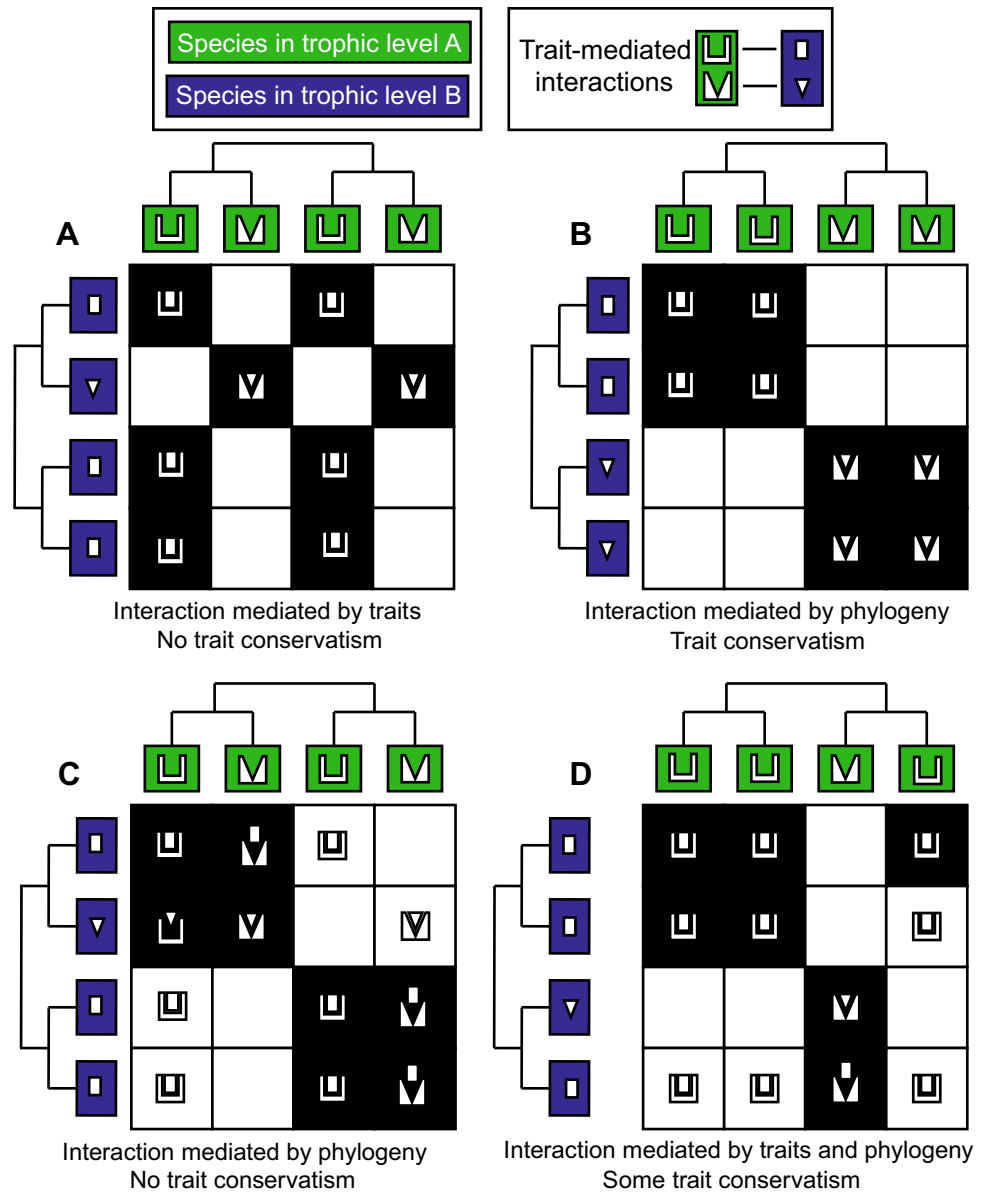 Species in trophic level A
Species in trophic level B
Trait-mediated
interactions
A
B
Interaction mediated by traits
No trait conservatism
Interaction mediated by phylogeny
Trait conservatism
C
D
Interaction mediated by phylogeny
No trait conservatism
Interaction mediated by traits and phylogeny
Some trait conservatism